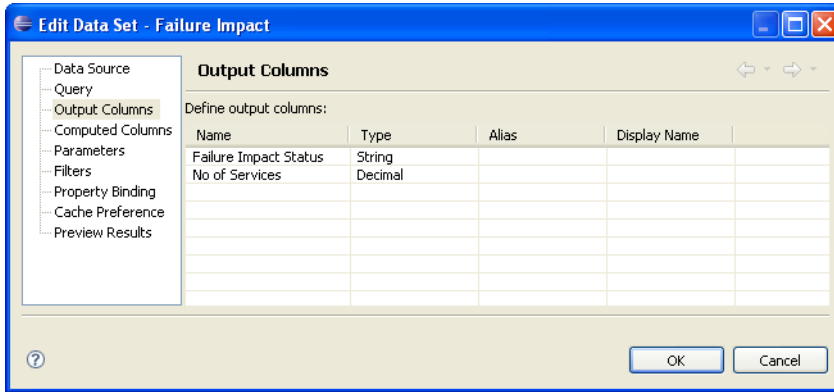 Edit Data Set - Failure Impact
Data Source
Query
Output Columns
Computed Columns
Parameters
Filters
Property Binding
Cache Preference
Preview Results
Output Columns
Define output columns:
Name Type Alias Display Name
Failure Impact Status String
No of Services Decimal
?
OK Cancel